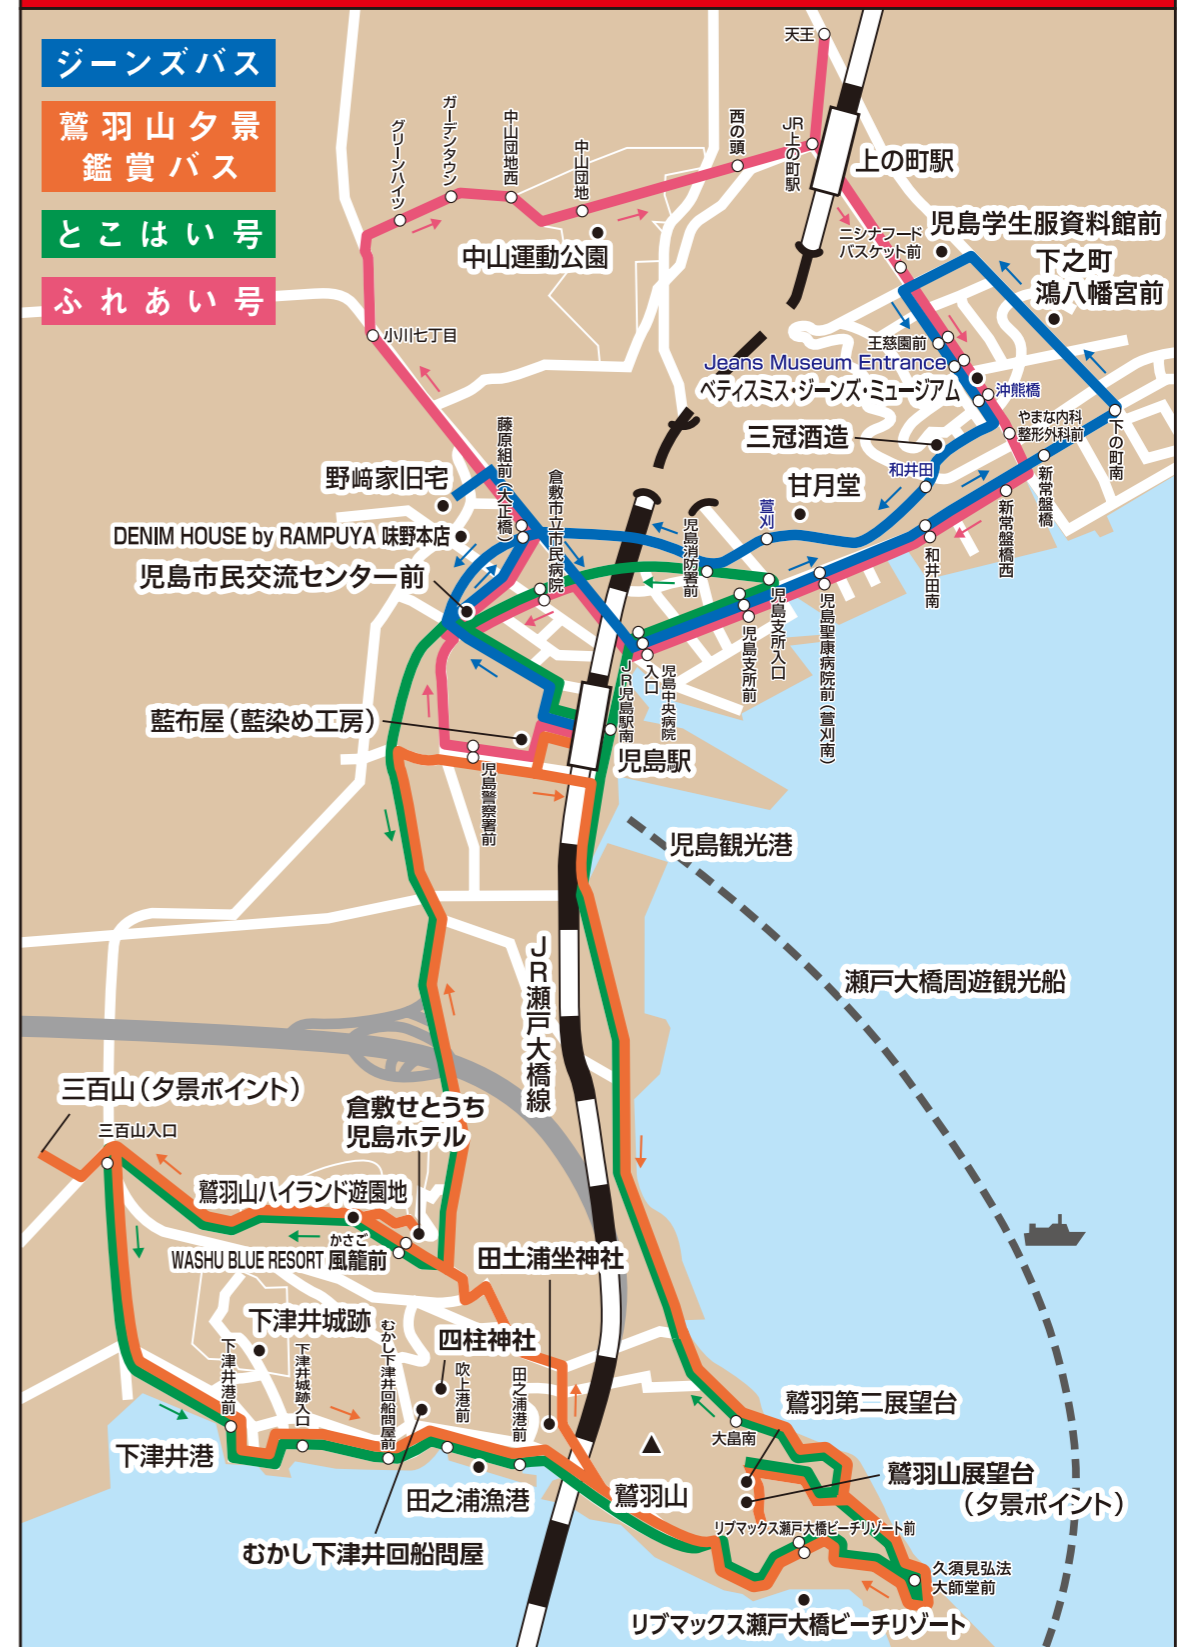 ジーンズバス
鷲羽山夕景
鑑賞バス
とこはい号
ふれあい号
天王
JR上の町駅
上の町駅
西の頭
中山団地
中山団地西
ガーデンタウン
グリーンハイツ
中山運動公園
小川七丁目
ニシナフード
バスケット前
児島学生服資料館前
下之町
鴻八幡宮前
王慈園前
Jeans Museum Entrance
ベティスミス・ジーンズ・ミュージアム
沖熊橋
やまな内科
整形外科前
下の町南
三冠酒造
和井田
新常盤橋
新常盤橋西
甘月堂
萱刈
和井田南
藤原組前(大正橋)
倉敷市立市民病院
児島消防署前
野﨑家旧宅
DENIM HOUSE by RAMPUYA 味野本店
児島市民交流センター前
児島支所入口
児島支所前
児島聖康病院前(萱刈南)
児島中央病院
入口
JR児島駅南
藍布屋(藍染め工房)
児島駅
児島警察署前
児島観光港
JR瀬戸大橋線
瀬戸大橋周遊観光船
三百山(夕景ポイント)
三百山入口
倉敷せとうち
児島ホテル
鷲羽山ハイランド遊園地
かさご
WASHU BLUE RESORT 風籠前
田土浦坐神社
下津井城跡
四柱神社
下津井港前
下津井城跡入口
むかし下津井回船問屋前
吹上港前
田之浦港前
下津井港
田之浦漁港
むかし下津井回船問屋
鷲羽山
大畠南
鷲羽第二展望台
鷲羽山展望台
(夕景ポイント)
リブマックス瀬戸大橋ビーチリゾート前
久須見弘法
大師堂前
リブマックス瀬戸大橋ビーチリゾート